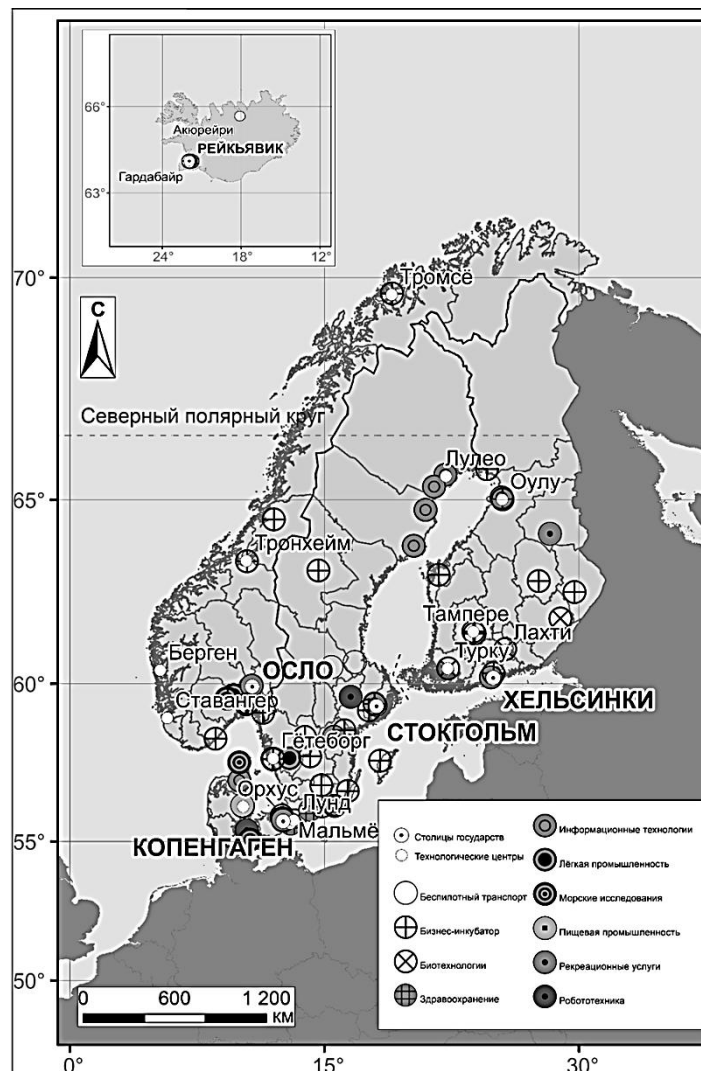 66°
Акюрейри
РЕЙКЬЯВИК
Гардабайр
63°
24°
18°
12°
70°
Тромсё
С
Северный полярный круг
Лулео
65°
Оулу
Тронхейм
Тампере
Лахти
Берген
Турку
ОСЛО
60°
ХЕЛЬСИНКИ
Ставангер
СТОКГОЛЬМ
Гётеборг
Орхус
Лунд
Мальмё
КОПЕНГАГЕН
55°
Столицы государств
Технологические центры
Беспилотный транспорт
Бизнес-инкубатор
Биотехнологии
Здравоохранение
Информационные технологии
Лёгкая промышленность
Морские исследования
Пищевая промышленность
Рекреационные услуги
Робототехника
50°
0
600
1 200
КМ
0°
15°
30°